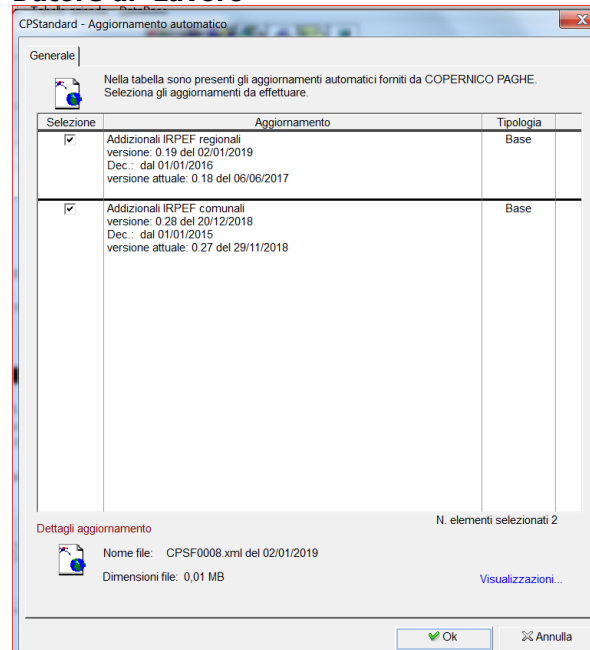 CPStandard - Aggiornamento automatico
Generale
Nella tabella sono presenti gli aggiornamenti automatici forniti da COPERNICO PAGHE.
Seleziona gli aggiornamenti da effettuare.
Selezione Aggiornamento Tipologia
Addizionali IRPEF regionali Base
versione: 0.19 del 02/01/2019
Dec.: dal 01/01/2016
versione attuale: 0.18 del 06/06/2017
Addizionali IRPEF comunali Base
versione: 0.28 del 20/12/2018
Dec.: dal 01/01/2015
versione attuale: 0.27 del 29/11/2018
N. elementi selezionati 2
Dettagli aggiornamento
Nome file: CPSF0008.xml del 02/01/2019
Dimensioni file: 0,01 MB
Visualizzazioni...
Ok Annulla